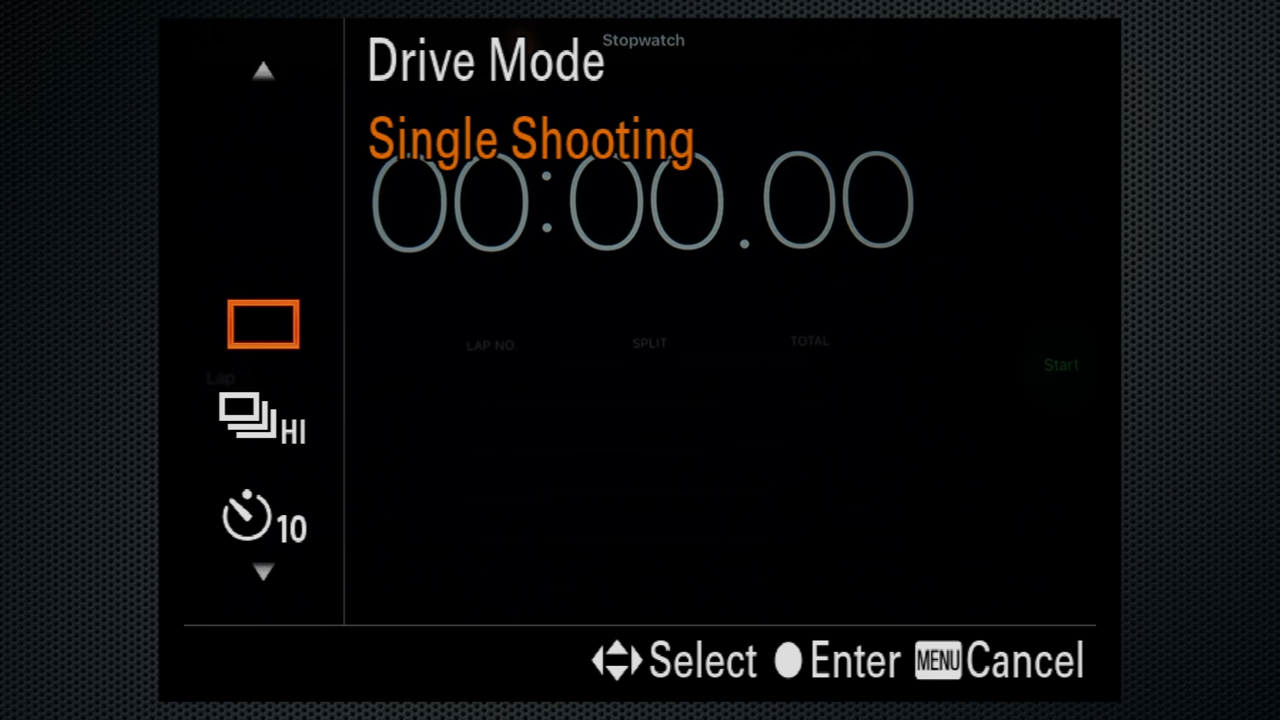 Stopwatch
Drive Mode
Single Shooting
00:00.00
LAP NO.
SPLIT
TOTAL
Lap
Start
HI
10
Select
Enter
MENU
Cancel